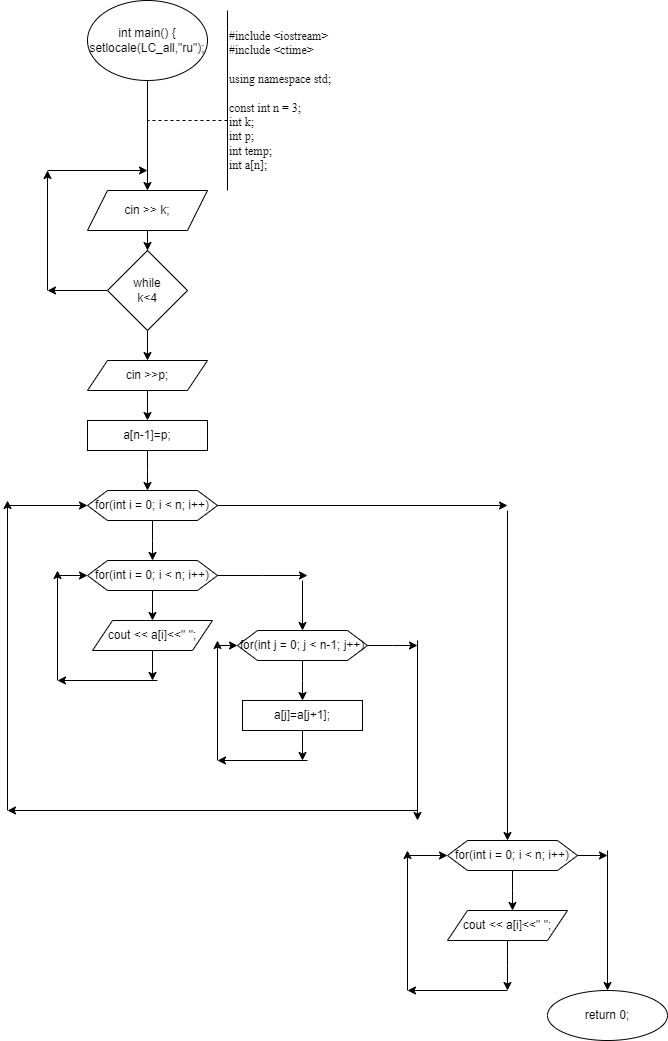 int main() {
setlocale(LC_all,"ru");
#include <iostream>
#include <ctime>
using namespace std;
const int n = 3;
int k;
int p;
int temp;
int a[n];
cin >> k;
while
k<4
cin >>p;
a[n-1]=p;
for(int i = 0; i < n; i++)
for(int i = 0; i < n; i++)
cout << a[i]<<" ";
for(int j = 0; j < n-1; j++)
a[j]=a[j+1];
for(int i = 0; i < n; i++)
cout << a[i]<<" ";
return 0;